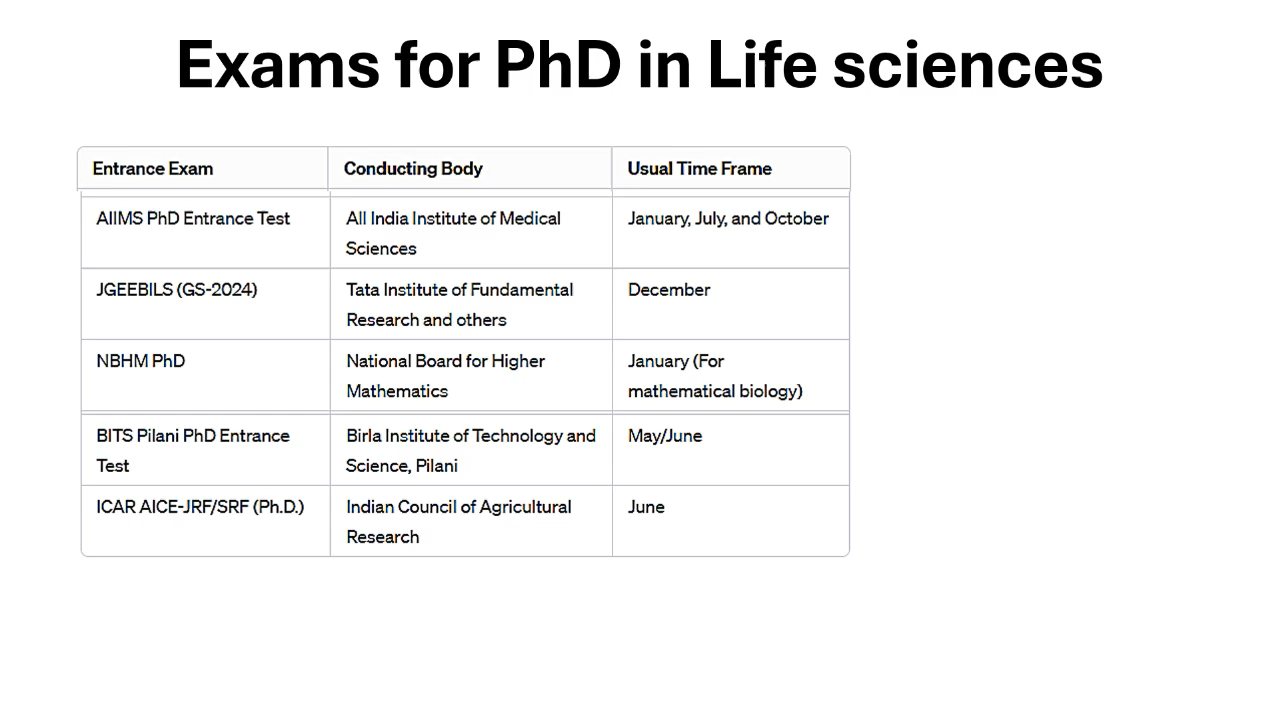 Exams for PhD in Life sciences
Entrance Exam
Conducting Body
Usual Time Frame
AIIMS PhD Entrance Test
All India Institute of Medical
Sciences
January, July, and October
JGEEBILS (GS-2024)
Tata Institute of Fundamental
Research and others
December
NBHM PhD
National Board for Higher
Mathematics
January (For
mathematical biology)
BITS Pilani PhD Entrance
Test
Birla Institute of Technology and
Science, Pilani
May/June
ICAR AICE-JRF/SRF (Ph.D.)
Indian Council of Agricultural
Research
June